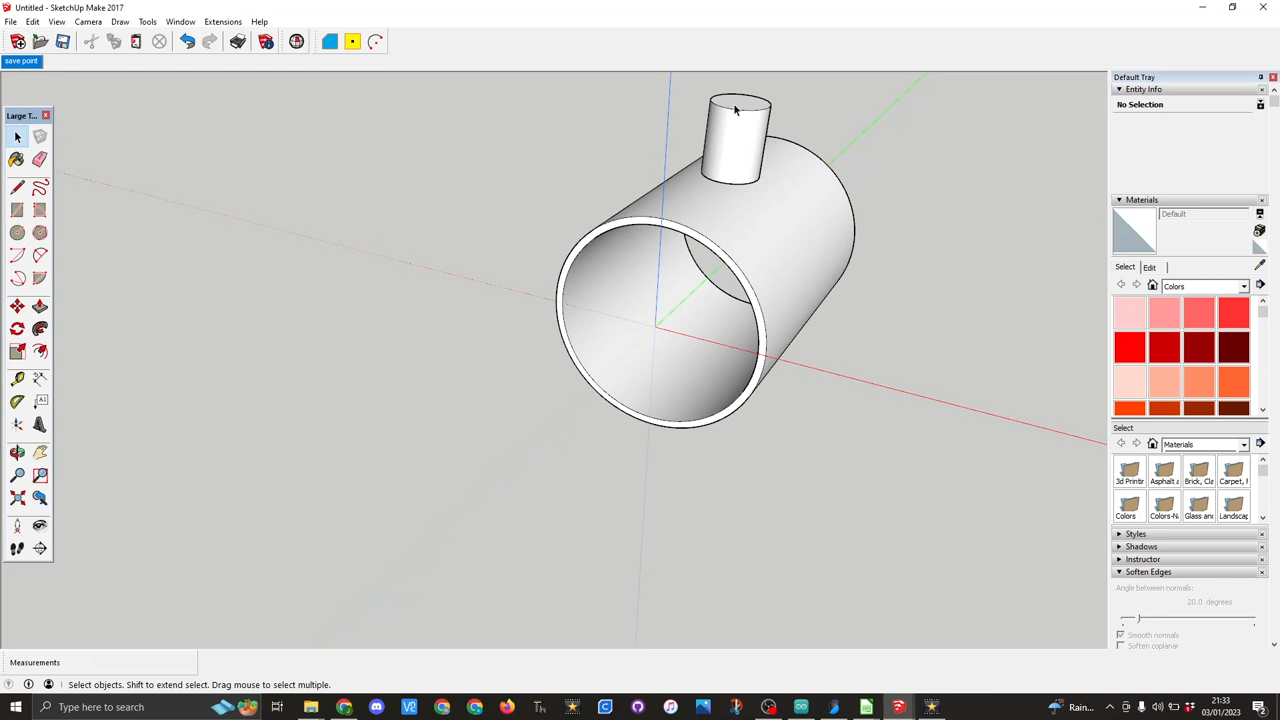 Untitled - SketchUp Make 2017
File Edit View Camera Draw Tools Window Extensions Help
save point
Large T...
A1
Default Tray
Entity Info
No Selection
Materials
Default
Select Edit
Colors
Select
Materials
3d Printin Asphalt a Brick, Cla Carpet, F
Colors Colors-N Glass and Landscap
Styles
Shadows
Instructor
Soften Edges
Angle between normals:
20.0 degrees
Smooth normals
Soften coplanar
Measurements
Select objects. Shift to extend select. Drag mouse to select multiple.
Type here to search
Rain...
21:33
03/01/2023